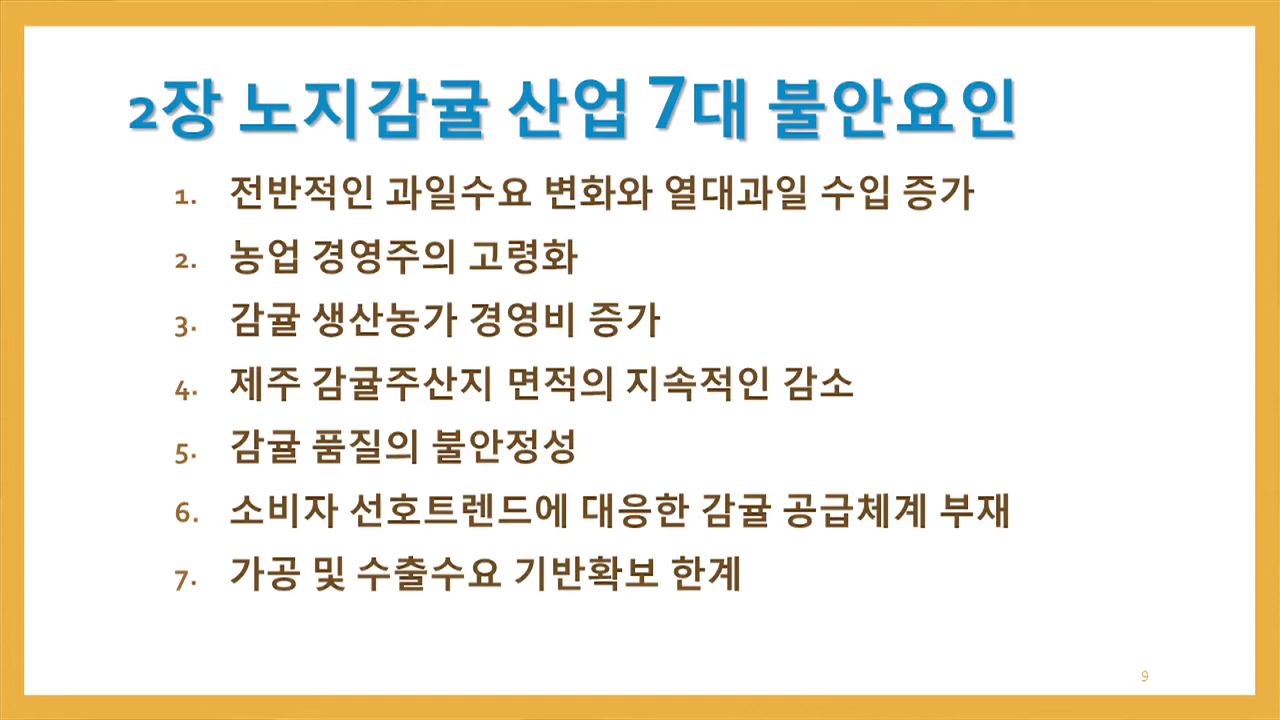 2장 노지감귤 산업 7대 불안요인
1. 전반적인 과일수요 변화와 열대과일 수입 증가
2. 농업 경영주의 고령화
3. 감귤 생산농가 경영비 증가
4. 제주 감귤주산지 면적의 지속적인 감소
5. 감귤 품질의 불안정성
6. 소비자 선호트렌드에 대응한 감귤 공급체계 부재
7. 가공 및 수출수요 기반확보 한계
9